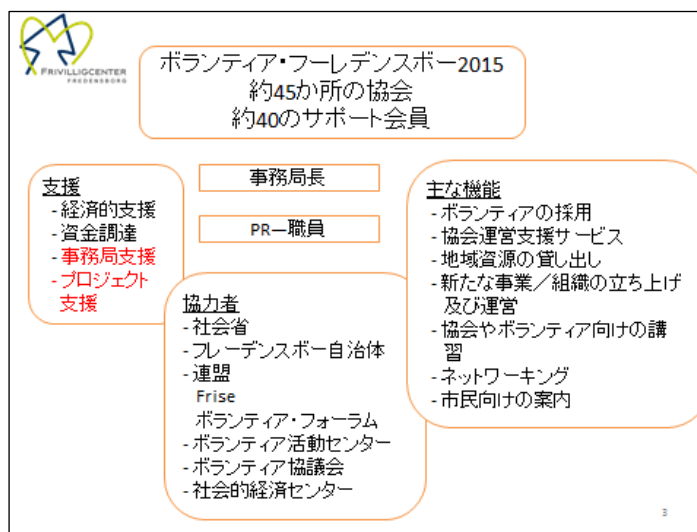 FRIVILLIGCENTER
FREDENSBORG
ボランティア・フーレデンスボー2015
約45か所の協会
約40のサポート会員
支援
-経済的支援
-資金調達
-事務局支援
-プロジェクト
支援
事務局長
PR—職員
協力者
-社会省
-フレーデンスボー自治体
-連盟
Frise
ボランティア・フォーラム
-ボランティア活動センター
-ボランティア協議会
-社会的経済センター
主な機能
-ボランティアの採用
-協会運営支援サービス
-地域資源の貸し出し
-新たな事業／組織の立ち上げ
及び運営
-協会やボランティア向けの講
習
-ネットワーキング
-市民向けの案内
3